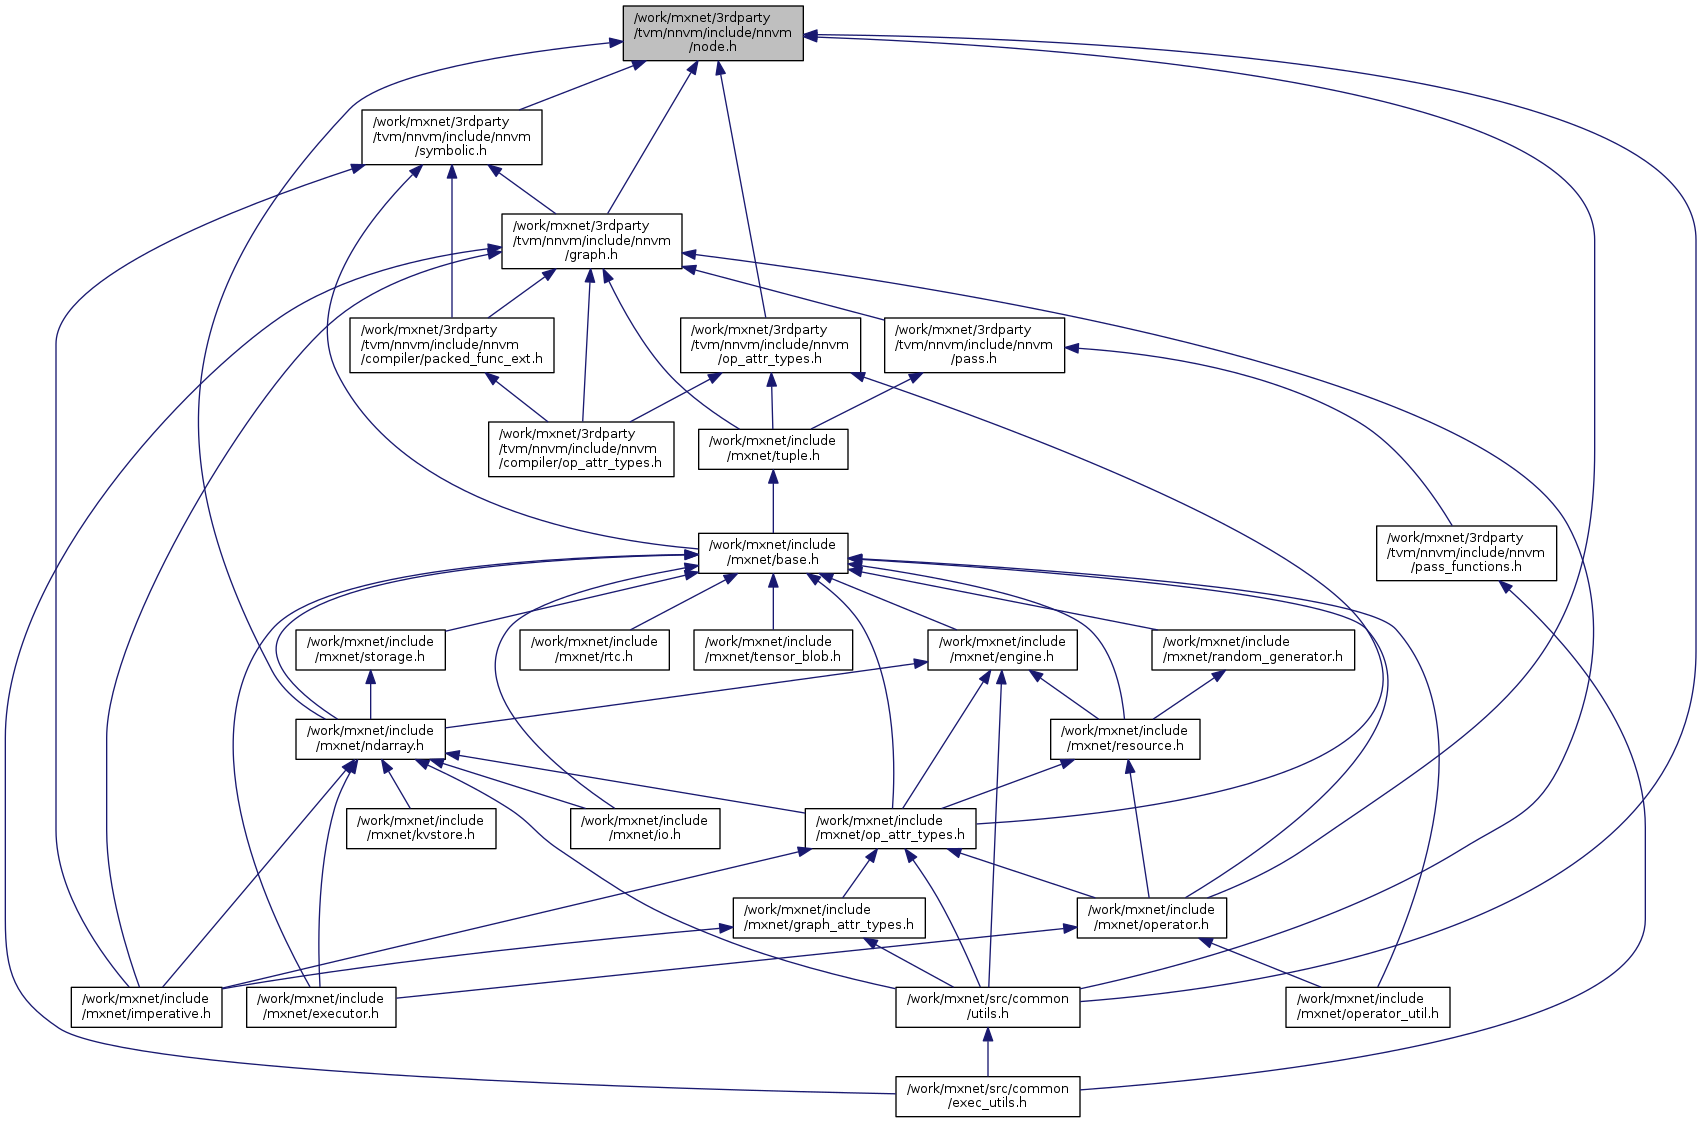 /work/mxnet/3rdparty
/tvm/nnvm/include/nnvm
/node.h
/work/mxnet/3rdparty
/tvm/nnvm/include/nnvm
/symbolic.h
/work/mxnet/3rdparty
/tvm/nnvm/include/nnvm
/graph.h
/work/mxnet/3rdparty
/tvm/nnvm/include/nnvm
/compiler/packed_func_ext.h
/work/mxnet/3rdparty
/tvm/nnvm/include/nnvm
/op_attr_types.h
/work/mxnet/3rdparty
/tvm/nnvm/include/nnvm
/pass.h
/work/mxnet/3rdparty
/tvm/nnvm/include/nnvm
/compiler/op_attr_types.h
/work/mxnet/include
/mxnet/tuple.h
/work/mxnet/include
/mxnet/base.h
/work/mxnet/3rdparty
/tvm/nnvm/include/nnvm
/pass_functions.h
/work/mxnet/include
/mxnet/storage.h
/work/mxnet/include
/mxnet/rtc.h
/work/mxnet/include
/mxnet/tensor_blob.h
/work/mxnet/include
/mxnet/engine.h
/work/mxnet/include
/mxnet/random_generator.h
/work/mxnet/include
/mxnet/ndarray.h
/work/mxnet/include
/mxnet/resource.h
/work/mxnet/include
/mxnet/kvstore.h
/work/mxnet/include
/mxnet/io.h
/work/mxnet/include
/mxnet/op_attr_types.h
/work/mxnet/include
/mxnet/graph_attr_types.h
/work/mxnet/include
/mxnet/operator.h
/work/mxnet/include
/mxnet/imperative.h
/work/mxnet/include
/mxnet/executor.h
/work/mxnet/src/common
/utils.h
/work/mxnet/include
/mxnet/operator_util.h
/work/mxnet/src/common
/exec_utils.h